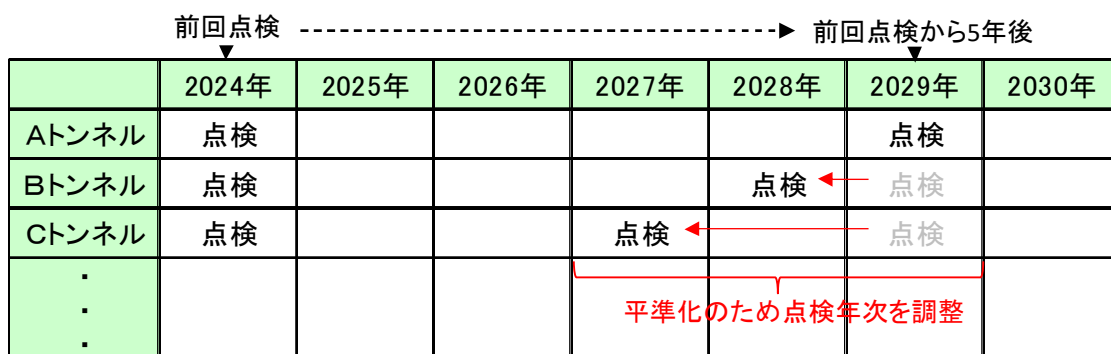 前回点検 前回点検から5年後
2024年 2025年 2026年 2027年 2028年 2029年 2030年
Aトンネル 点検 点検
Bトンネル 点検 点検 点検
Cトンネル 点検 点検 点検
・
・ 平準化のため点検年次を調整
・